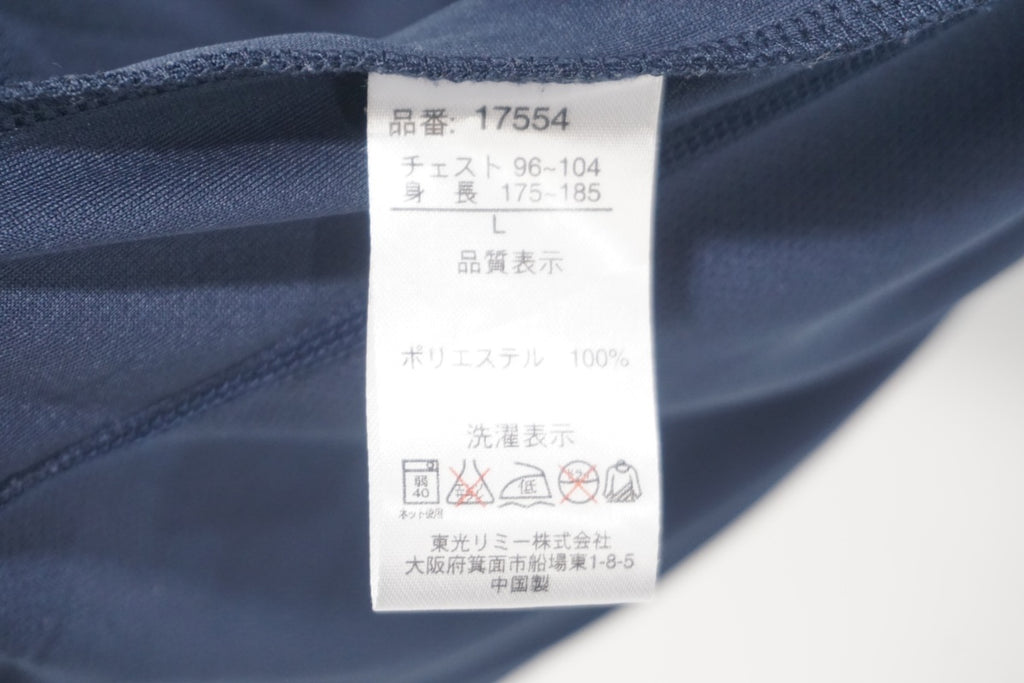 品番: 17554
チェスト 96~104
身 長 175~185
L
品質表示
ポリエステル 100%
洗濯表示
弱 低
40
ネット使用
東光リミー株式会社
大阪府箕面市船場東1-8-5
中国製